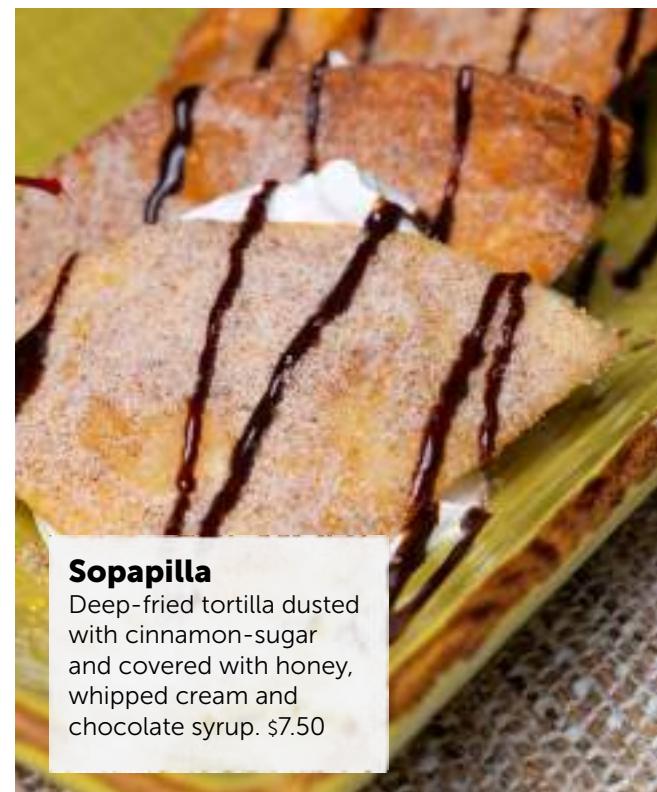 Sopapilla
Deep-fried tortilla dusted
with cinnamon-sugar
and covered with honey,
whipped cream and
chocolate syrup. $7.50